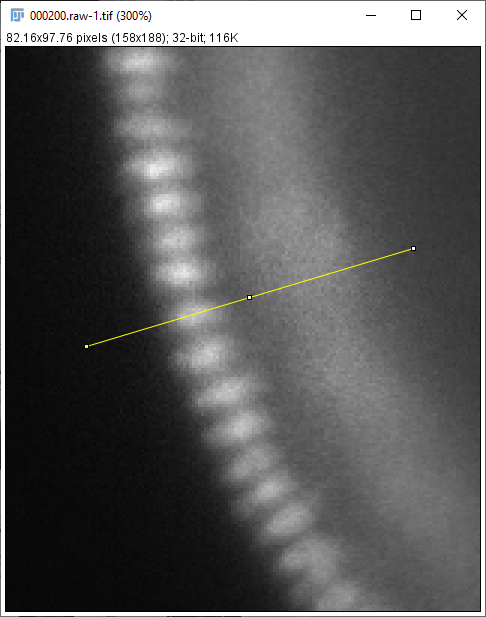 000200.raw-1.tif (300%)
82.16x97.76 pixels (158x188); 32-bit; 116K